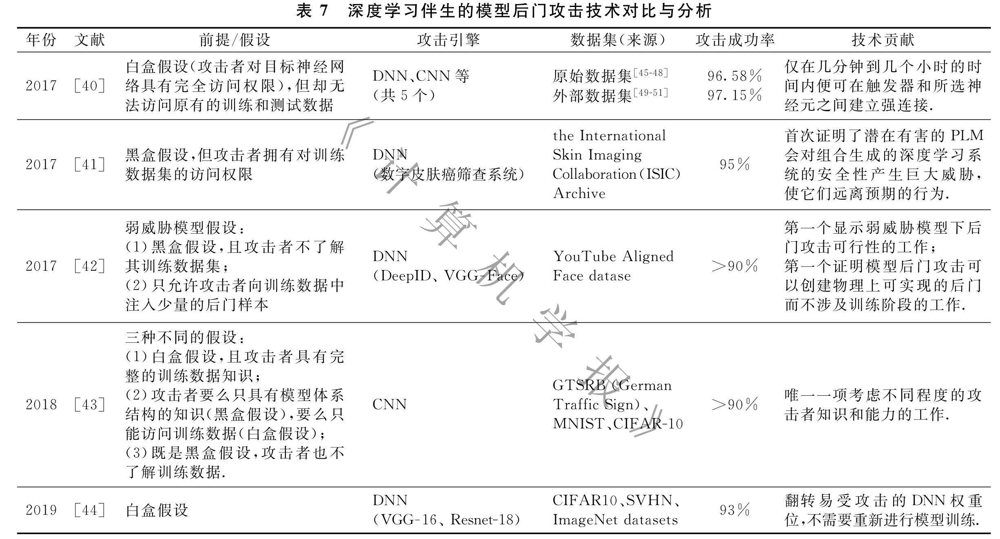 表 7 深度学习伴生的模型后门攻击技术对比与分析
年份 文献 前提/假设 攻击引擎 数据集(来源) 攻击成功率 技术贡献
2017 [40]
白盒假设(攻击者对目标神经网
络具有完全访问权限),但却无
法访问原有的训练和测试数据
DNN、CNN 等
(共 5 个)
原始数据集[45-48]
外部数据集[49-51]
96.58%
97.15%
仅在几分钟到几个小时的时
间内便可在触发器和所选神
经元之间建立强连接.
2017 [41]
黑盒假设,但攻击者拥有对训练
数据集的访问权限
DNN
(数字皮肤癌筛查系统)
the International
Skin Imaging
Collaboration(ISIC)
Archive
95%
首次证明了潜在有害的 PLM
会对组合生成的深度学习系
统的安全性产生巨大威胁,
使它们远离预期的行为.
2017 [42]
弱威胁模型假设:
(1)黑盒假设,且攻击者不了解
其训练数据集;
(2)只允许攻击者向训练数据中
注入少量的后门样本
DNN
(DeepID、VGG-Face)
YouTube Aligned
Face datase
>90%
第一个显示弱威胁模型下后
门攻击可行性的工作;
第一个证明模型后门攻击可
以创建物理上可实现的后门
而不涉及训练阶段的工作.
2018 [43]
三种不同的假设:
(1)白盒假设,且攻击者具有完
整的训练数据知识;
(2)攻击者要么只具有模型体系
结构的知识(黑盒假设),要么只
能访问训练数据(白盒假设);
(3)既是黑盒假设,攻击者也不
了解训练数据.
CNN
GTSRB (German
Traffic Sign)、
MNIST、CIFAR-10
>90%
唯一一项考虑不同程度的攻
击者知识和能力的工作.
2019 [44]
白盒假设
DNN
(VGG-16、Resnet-18)
CIFAR10、SVHN、
ImageNet datasets
93%
翻转易受攻击的 DNN 权重
位,不需要重新进行模型训练.
《计算机学报》